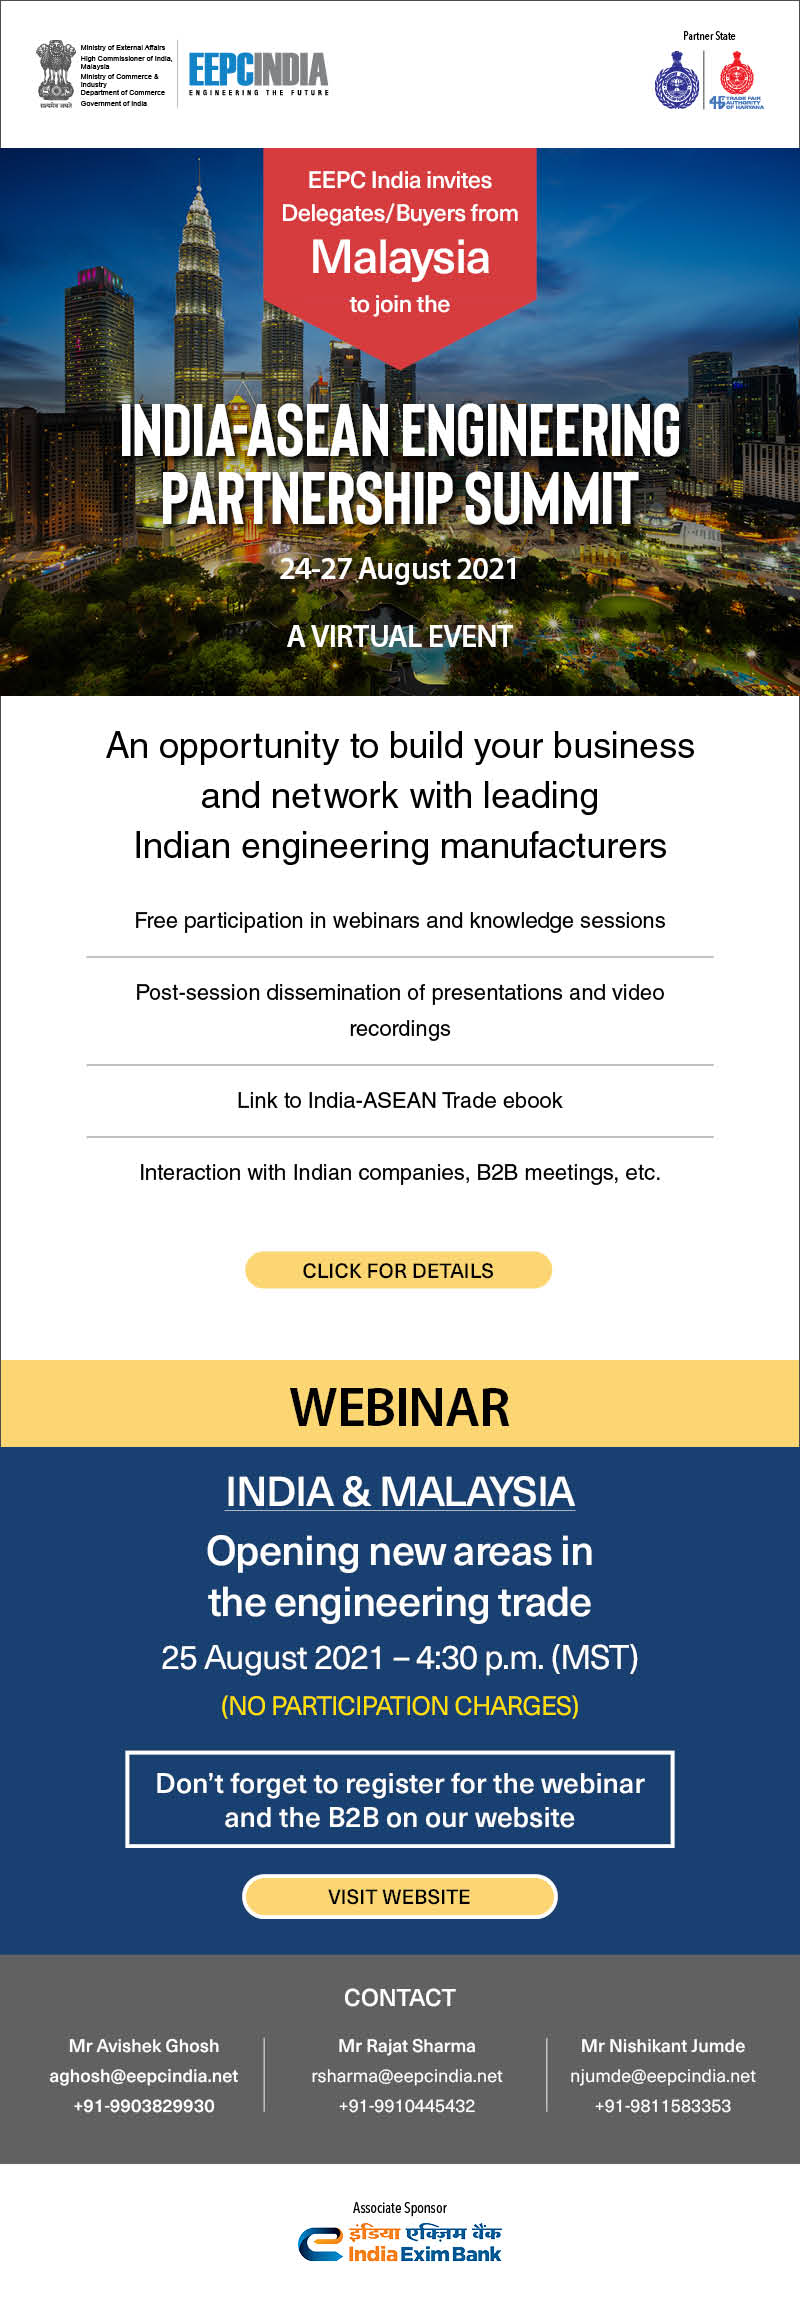 Partner State
Ministry of External Affairs
High Commissioner of India,
Malaysia
Ministry of Commerce &
Industry
Department of Commerce
Government of India
सत्यमेव जयते
EEPCINDIA
ENGINEERING THE FUTURE
TRADE FAIR
AUTHORITY
OF HARYANA
EEPC India invites
Delegates/Buyers from
Malaysia
to join the
INDIA-ASEAN ENGINEERING
PARTNERSHIP SUMMIT
24-27 August 2021
A VIRTUAL EVENT
An opportunity to build your business
and network with leading
Indian engineering manufacturers
Free participation in webinars and knowledge sessions
Post-session dissemination of presentations and video
recordings
Link to India-ASEAN Trade ebook
Interaction with Indian companies, B2B meetings, etc.
CLICK FOR DETAILS
WEBINAR
INDIA & MALAYSIA
Opening new areas in
the engineering trade
25 August 2021 – 4:30 p.m. (MST)
(NO PARTICIPATION CHARGES)
Don't forget to register for the webinar
and the B2B on our website
VISIT WEBSITE
CONTACT
Mr Avishek Ghosh
aghosh@eepcindia.net
+91-9903829930
Mr Rajat Sharma
rsharma@eepcindia.net
+91-9910445432
Mr Nishikant Jumde
njumde@eepcindia.net
+91-9811583353
Associate Sponsor
इंडिया एक्ज़िम बैंक
India Exim Bank